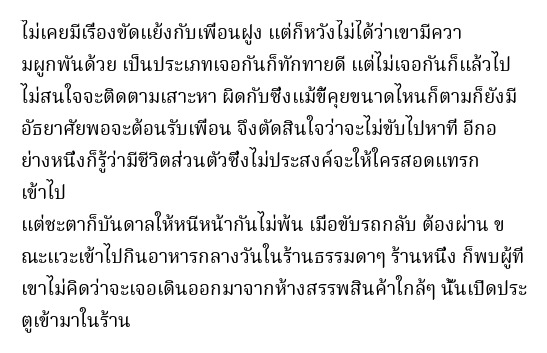 ไม่เคยมีเรื่องขัดแย้งกับเพื่อนฝูง แต่ก็หวังไม่ได้ว่าเขามีควา
มผูกพันด้วย เป็นประเภทเจอกันก็ทักทายดี แต่ไม่เจอกันก็แล้วไป
ไม่สนใจจะติดตามเสาะหา ผิดกับซึ่งแม้ขี้คุยขนาดไหนก็ตามก็ยังมี
อัธยาศัยพอจะต้อนรับเพื่อน จึงตัดสินใจว่าจะไม่ขับไปหาที่ อีกอ
ย่างหนึ่งก็รู้ว่ามีชีวิตส่วนตัวซึ่งไม่ประสงค์จะให้ใครสอดแทรก
เข้าไป
แต่ชะตาก็บันดาลให้หนีหน้ากันไม่พ้น เมื่อขับรถกลับ ต้องผ่าน ข
ณะแวะเข้าไปกินอาหารกลางวันในร้านธรรมดาๆ ร้านหนึ่ง ก็พบผู้ที่
เขาไม่คิดว่าจะเจอเดินออกมาจากห้างสรรพสินค้าใกล้ๆ นั้นเปิดประ
ตูเข้ามาในร้าน